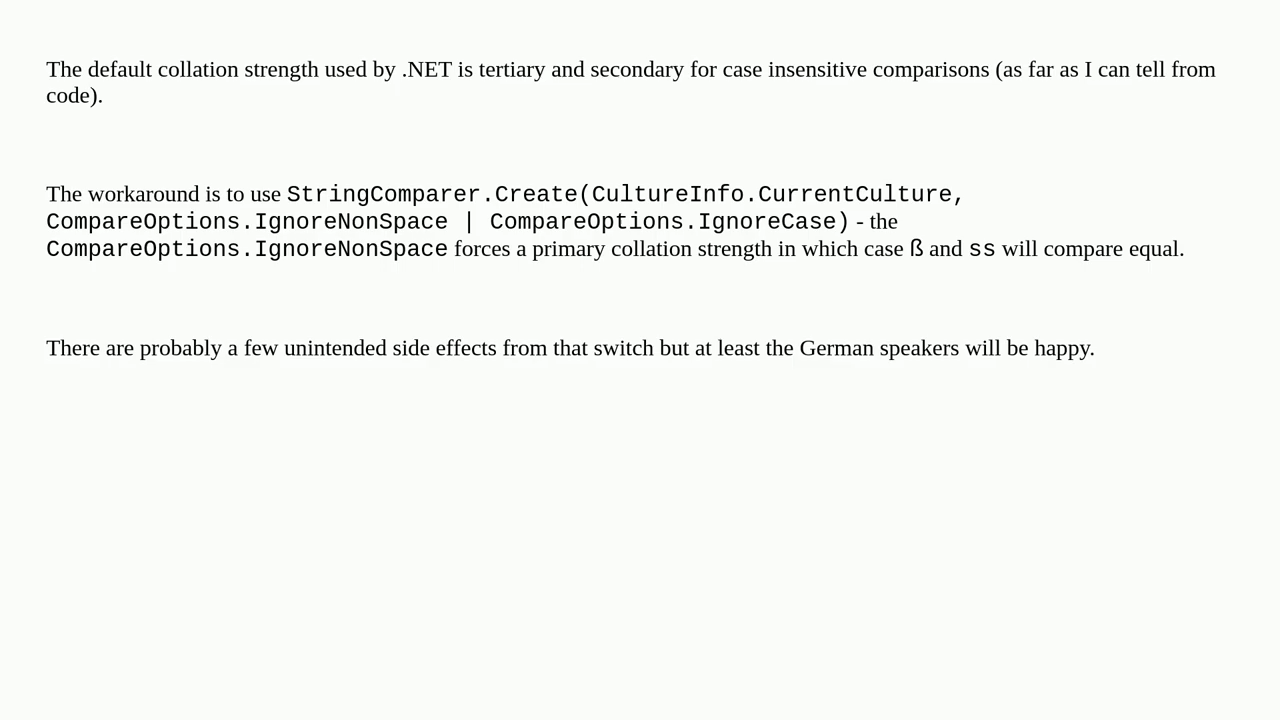 The default collation strength used by .NET is tertiary and secondary for case insensitive comparisons (as far as I can tell from
code).
The workaround is to use StringComparer.Create(CultureInfo.CurrentCulture,
CompareOptions.IgnoreNonSpace | CompareOptions.IgnoreCase) - the
CompareOptions.IgnoreNonSpace forces a primary collation strength in which case ß and ss will compare equal.
There are probably a few unintended side effects from that switch but at least the German speakers will be happy.